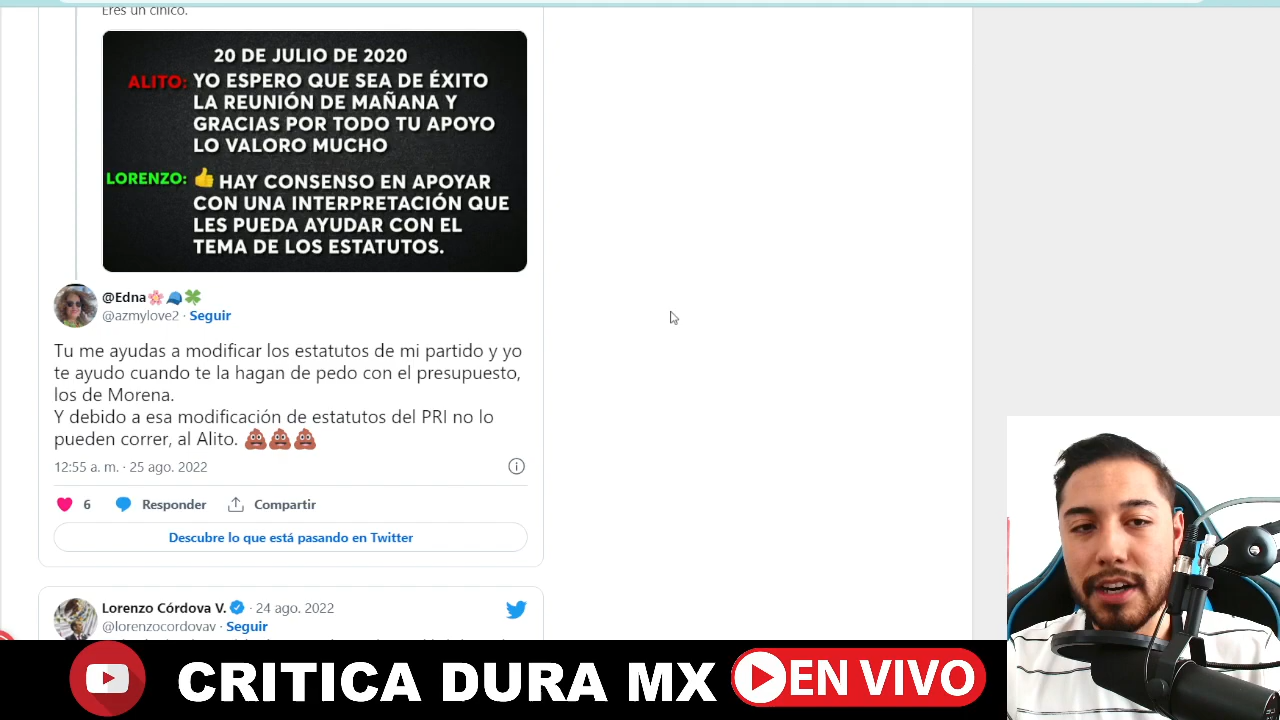 Eres un cínico.
20 DE JULIO DE 2020
ALITO: YO ESPERO QUE SEA DE ÉXITO
LA REUNIÓN DE MAÑANA Y
GRACIAS POR TODO TU APOYO
LO VALORO MUCHO
LORENZO: 👍 HAY CONSENSO EN APOYAR
CON UNA INTERPRETACIÓN QUE
LES PUEDA AYUDAR CON EL
TEMA DE LOS ESTATUTOS.
@Edna🌸🧢🍀
@azmylove2 · Seguir
Tu me ayudas a modificar los estatutos de mi partido y yo
te ayudo cuando te la hagan de pedo con el presupuesto,
los de Morena.
Y debido a esa modificación de estatutos del PRI no lo
pueden correr, al Alito. 💩💩💩
12:55 a. m. · 25 ago. 2022
6 Responder Compartir
Descubre lo que está pasando en Twitter
Lorenzo Córdova V. · 24 ago. 2022
@lorenzocordovav · Seguir
CRITICA DURA MX EN VIVO